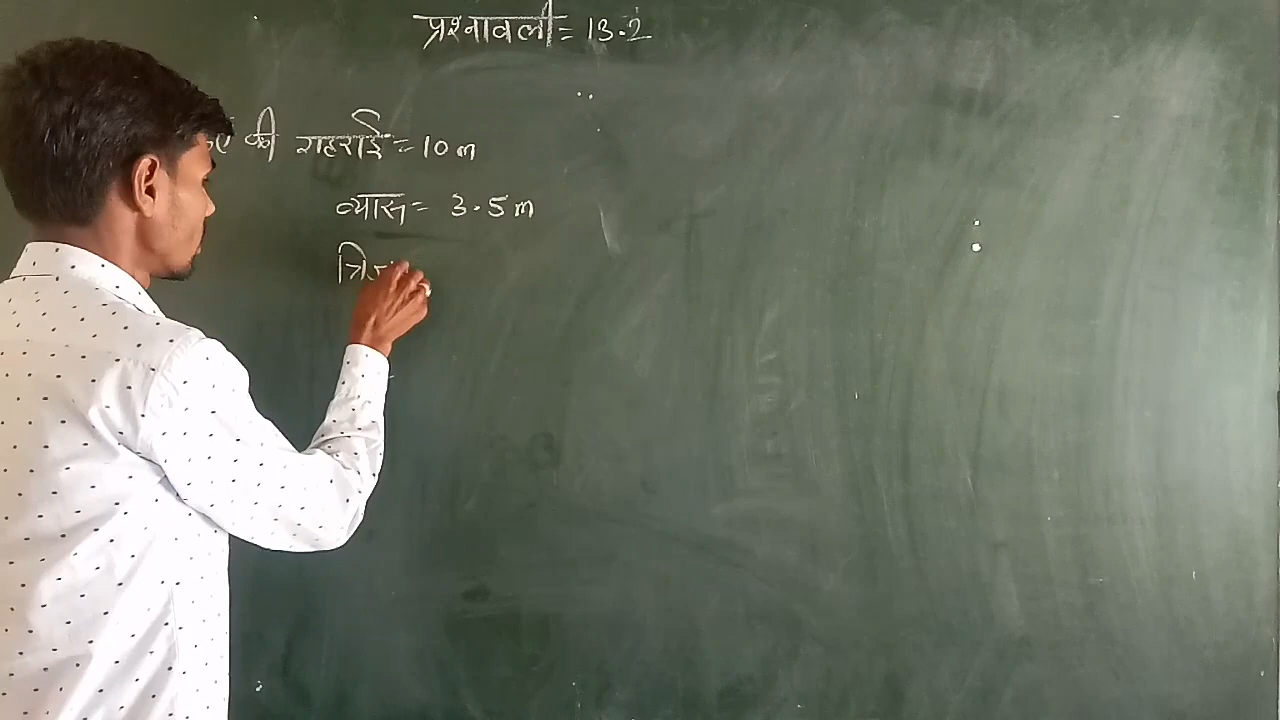 प्रश्नावली = 13.2
की गहराई = 10 m
व्यास = 3.5 m